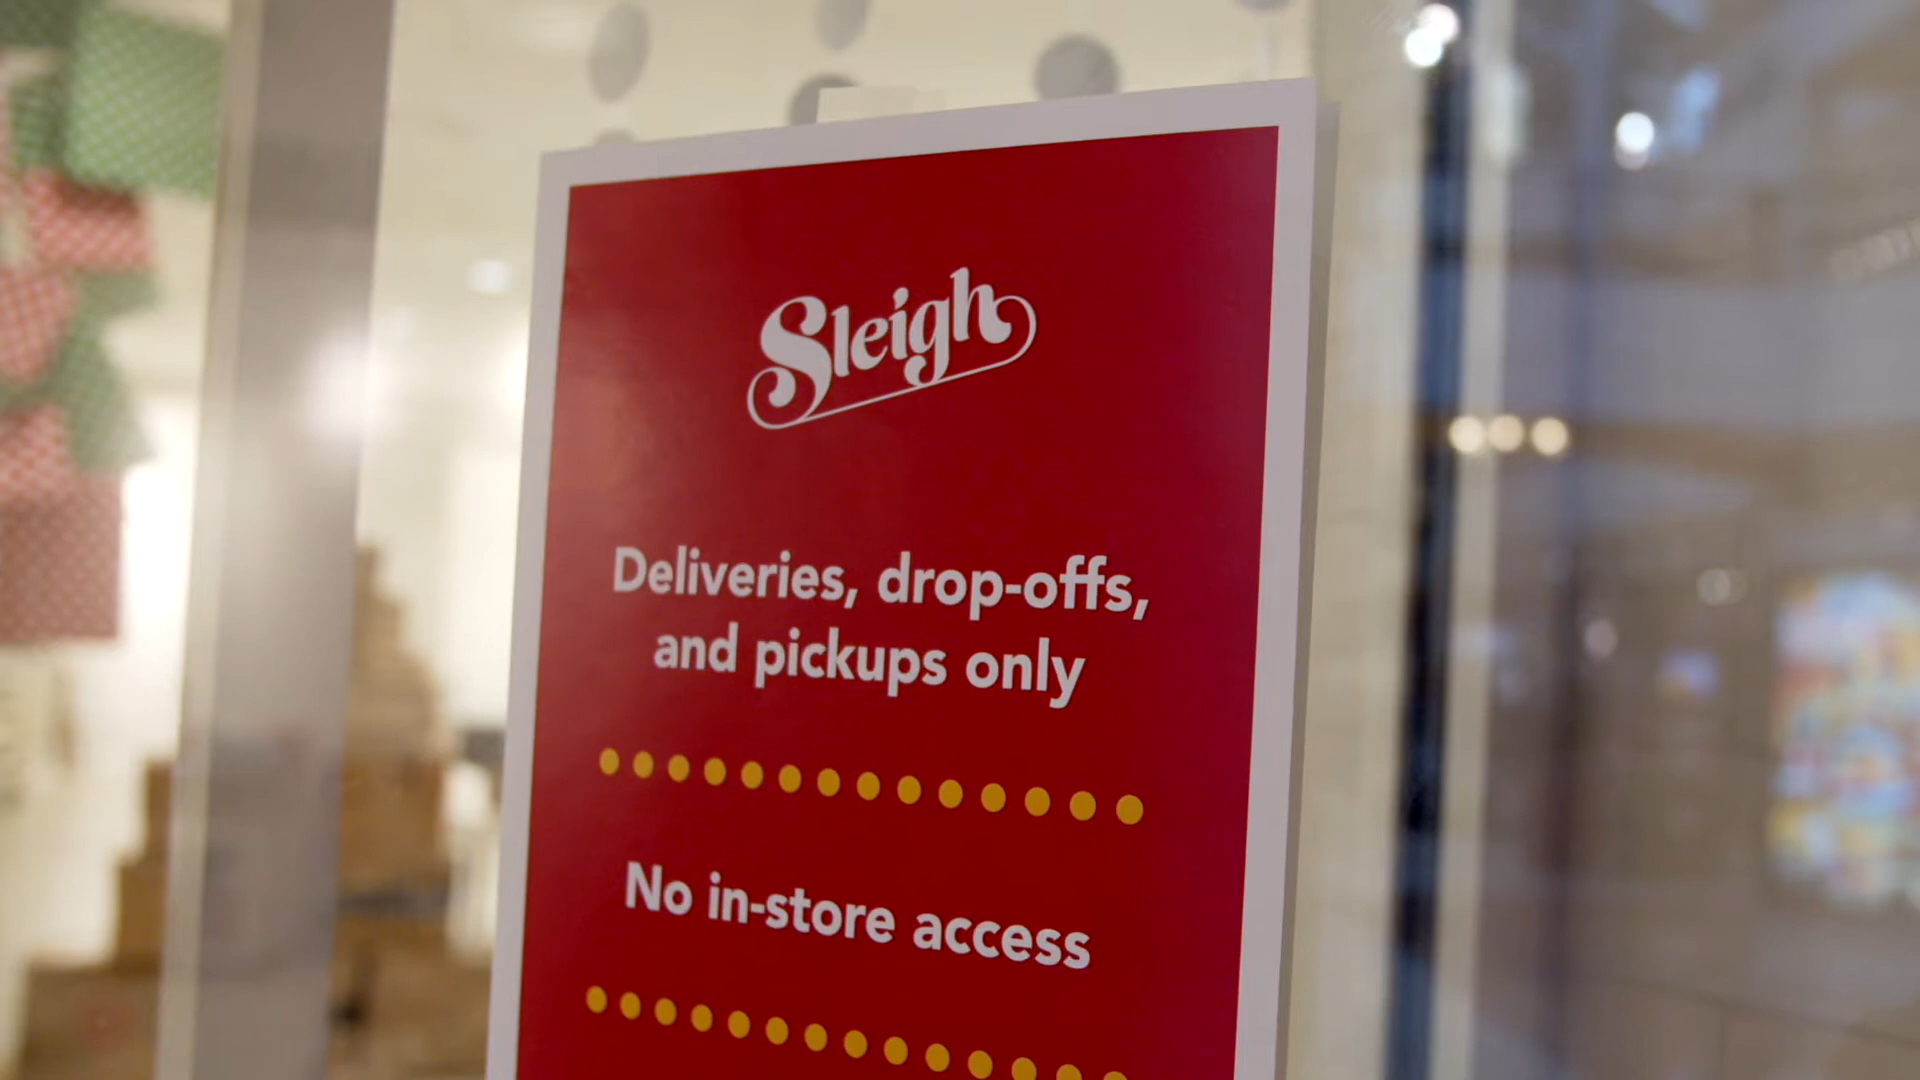 Sleigh
Deliveries, drop-offs,
and pickups only
No in-store access